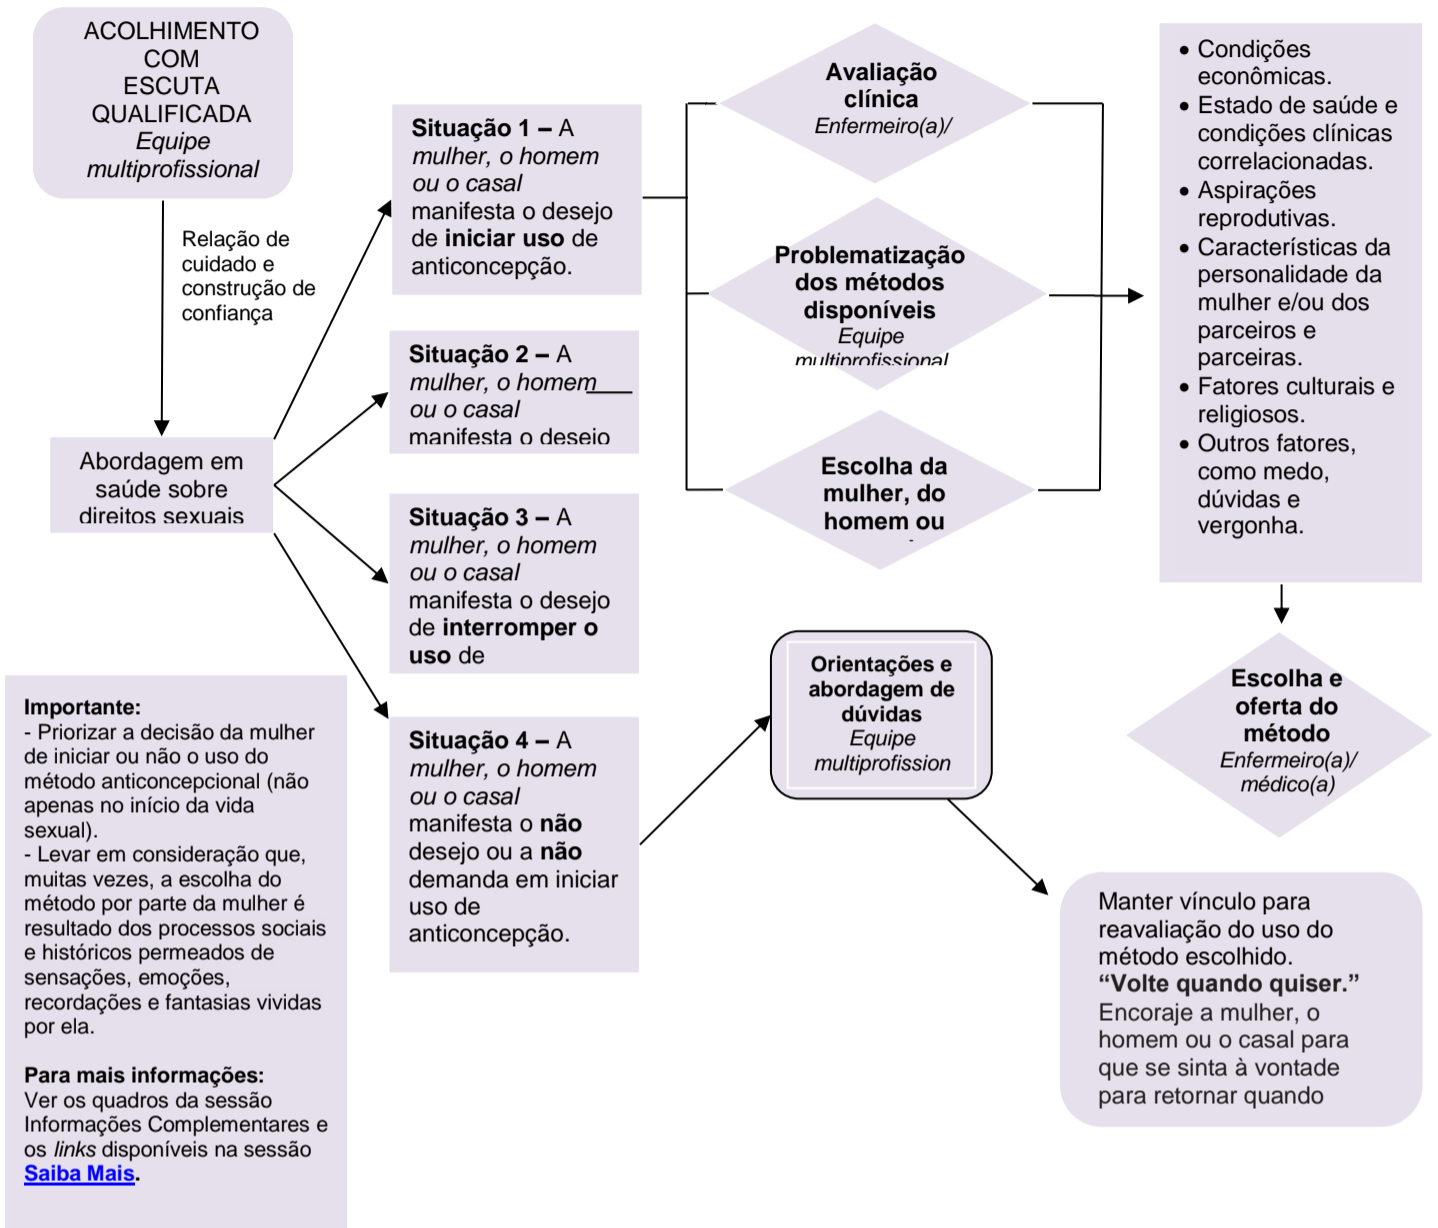 ACOLHIMENTO
COM
ESCUTA
QUALIFICADA
Equipe
multiprofissional
Relação de
cuidado e
construção de
confiança
Abordagem em
saúde sobre
direitos sexuais
Situação 1 – A
mulher, o homem
ou o casal
manifesta o desejo
de iniciar uso de
anticoncepção.
Situação 2 – A
mulher, o homem
ou o casal
manifesta o desejo
Situação 3 – A
mulher, o homem
ou o casal
manifesta o desejo
de interromper o
uso de
Situação 4 – A
mulher, o homem
ou o casal
manifesta o não
desejo ou a não
demanda em iniciar
uso de
anticoncepção.
Avaliação
clínica
Enfermeiro(a)/
Problematização
dos métodos
disponíveis
Equipe
multiprofissional
Escolha da
mulher, do
homem ou
• Condições
econômicas.
• Estado de saúde e
condições clínicas
correlacionadas.
• Aspirações
reprodutivas.
• Características da
personalidade da
mulher e/ou dos
parceiros e
parceiras.
• Fatores culturais e
religiosos.
• Outros fatores,
como medo,
dúvidas e
vergonha.
Escolha e
oferta do
método
Enfermeiro(a)/
médico(a)
Orientações e
abordagem de
dúvidas
Equipe
multiprofission
Manter vínculo para
reavaliação do uso do
método escolhido.
“Volte quando quiser.”
Encoraje a mulher, o
homem ou o casal para
que se sinta à vontade
para retornar quando
Importante:
- Priorizar a decisão da mulher
de iniciar ou não o uso do
método anticoncepcional (não
apenas no início da vida
sexual).
- Levar em consideração que,
muitas vezes, a escolha do
método por parte da mulher é
resultado dos processos sociais
e históricos permeados de
sensações, emoções,
recordações e fantasias vividas
por ela.
Para mais informações:
Ver os quadros da sessão
Informações Complementares e
os links disponíveis na sessão
Saiba Mais.